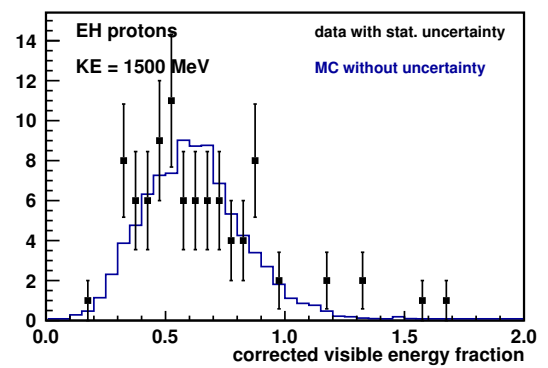 EH protons
data with stat. uncertainty
KE = 1500 MeV
MC without uncertainty
14
12
10
8
6
4
2
0
0.0 0.5 1.0 1.5 2.0
corrected visible energy fraction